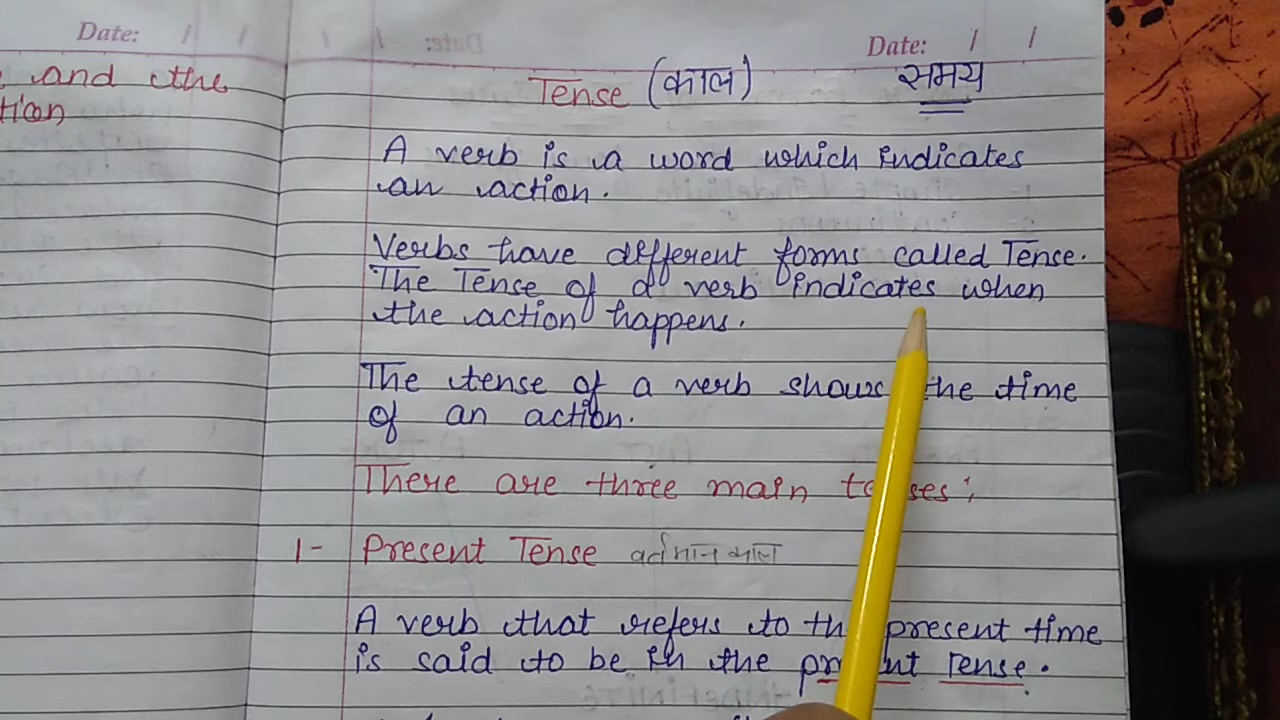 Date: / / /
and the
tion
Date: / /
Tense (काल) समय
A verb is a word which indicates
an action.
Verbs have different forms called Tense.
The Tense of a verb indicates when
the action happens.
The tense of a verb shows the time
of an action.
There are three main tenses:
1- Present Tense वर्तमान काल
A verb that refers to the present time
is said to be in the present Tense.